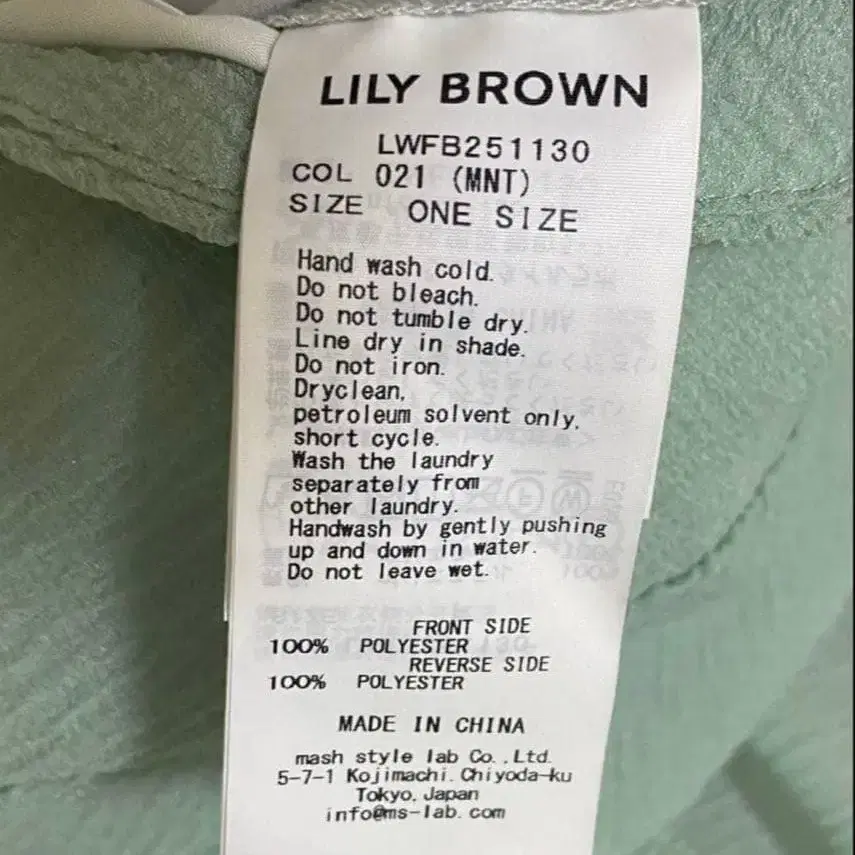 LILY BROWN
LWFB251130
COL 021 (MNT)
SIZE ONE SIZE
Hand wash cold.
Do not bleach.
Do not tumble dry.
Line dry in shade.
Do not iron.
Dryclean,
petroleum solvent only,
short cycle.
Wash the laundry
separately from
other laundry.
Handwash by gently pushing
up and down in water.
Do not leave wet.
FRONT SIDE
100% POLYESTER
REVERSE SIDE
100% POLYESTER
MADE IN CHINA
mash style lab Co.,Ltd.
5-7-1 Kojimachi. Chiyoda-ku
Tokyo, Japan
info@ms-lab.com